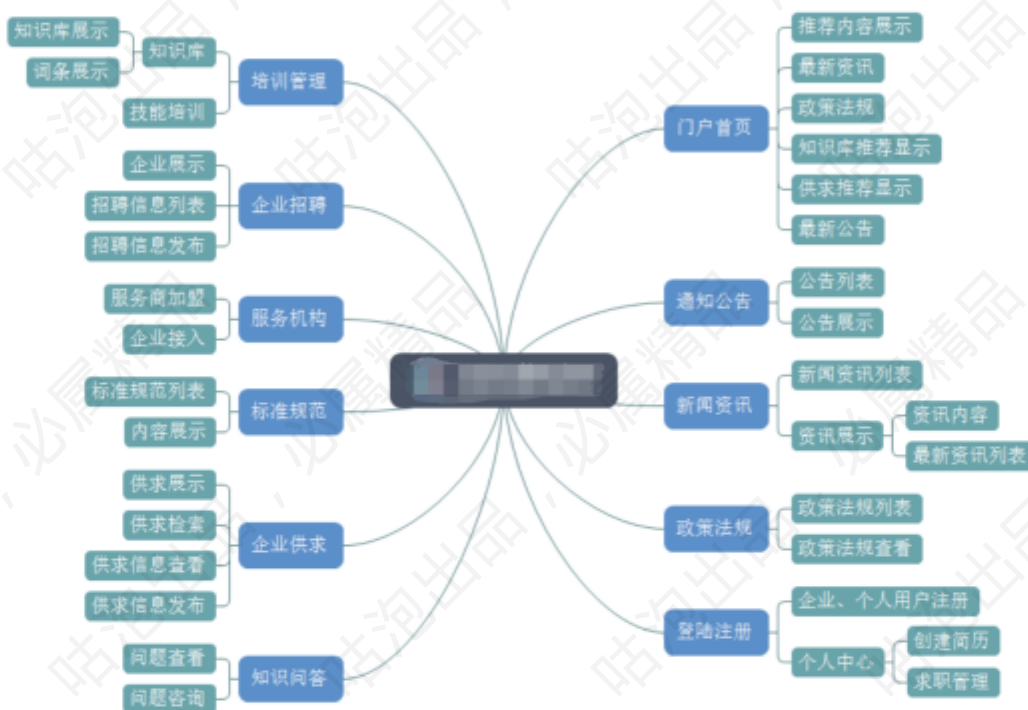 知识库展示
词条展示
知识库
技能培训
培训管理
企业展示
招聘信息列表
招聘信息发布
企业招聘
服务商加盟
企业接入
服务机构
标准规范列表
内容展示
标准规范
供求展示
供求检索
供求信息查看
供求信息发布
企业供求
问题查看
问题咨询
知识问答
门户首页
推荐内容展示
最新资讯
政策法规
知识库推荐显示
供求推荐显示
最新公告
通知公告
公告列表
公告展示
新闻资讯
新闻资讯列表
资讯展示
资讯内容
最新资讯列表
政策法规
政策法规列表
政策法规查看
登陆注册
企业、个人用户注册
个人中心
创建简历
求职管理
咕泡出品，必属精品